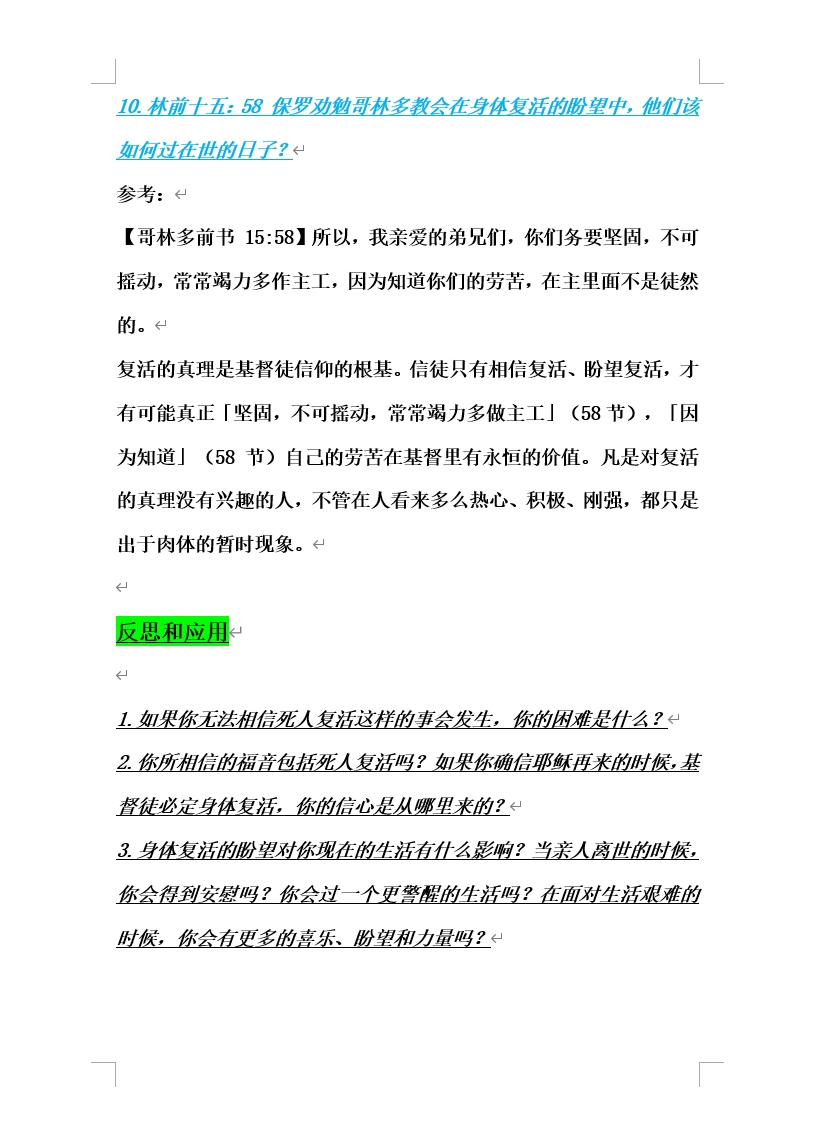 10. 林前十五：58 保罗劝勉哥林多教会在身体复活的盼望中，他们该
如何过在世的日子？
参考：
【哥林多前书 15:58】所以，我亲爱的弟兄们，你们务要坚固，不可
摇动，常常竭力多作主工，因为知道你们的劳苦，在主里面不是徒然
的。
复活的真理是基督徒信仰的根基。信徒只有相信复活、盼望复活，才
有可能真正「坚固，不可摇动，常常竭力多做主工」（58 节），「因
为知道」（58 节）自己的劳苦在基督里有永恒的价值。凡是对复活
的真理没有兴趣的人，不管在人看来多么热心、积极、刚强，都只是
出于肉体的暂时现象。
反思和应用
1. 如果你无法相信死人复活这样的事会发生，你的困难是什么？
2. 你所相信的福音包括死人复活吗？如果你确信耶稣再来的时候，基
督徒必定身体复活，你的信心是从哪里来的？
3. 身体复活的盼望对你现在的生活有什么影响？当亲人离世的时候，
你会得到安慰吗？你会过一个更警醒的生活吗？在面对生活艰难的
时候，你会有更多的喜乐、盼望和力量吗？